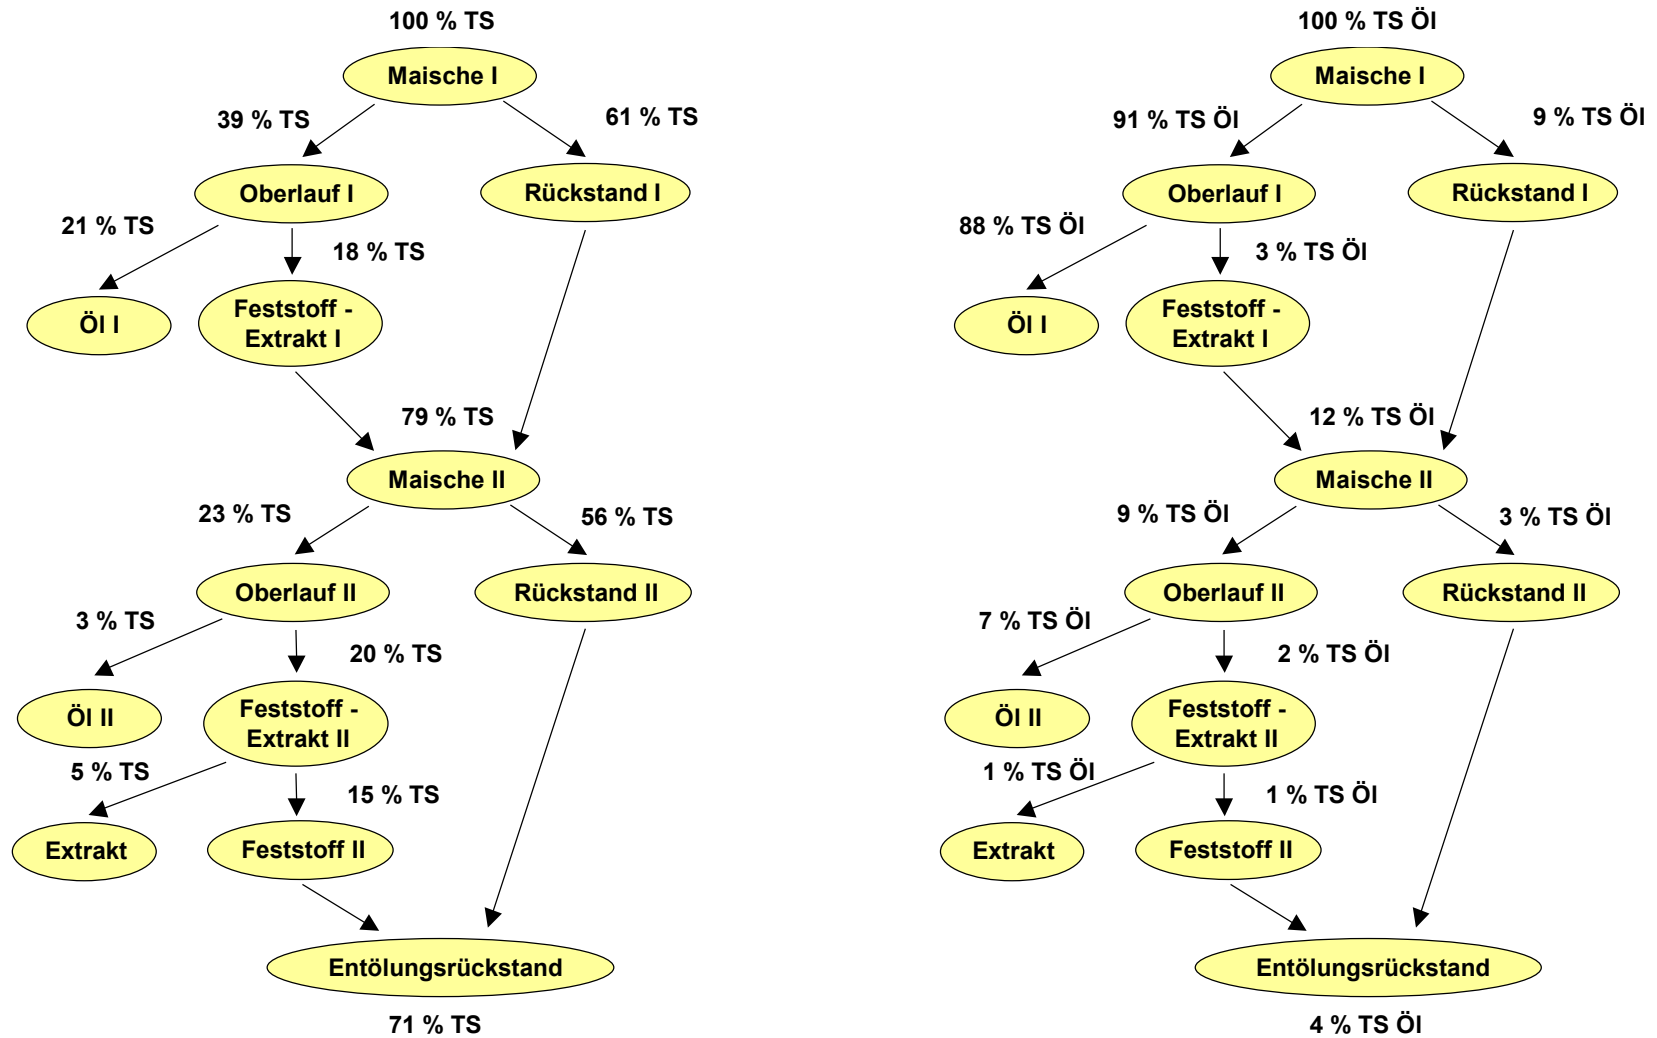 100 % TS
Maische I
39 % TS
61 % TS
Oberlauf I
Rückstand I
21 % TS
18 % TS
Öl I
Feststoff -
Extrakt I
79 % TS
Maische II
23 % TS
56 % TS
Oberlauf II
Rückstand II
3 % TS
20 % TS
Öl II
Feststoff -
Extrakt II
5 % TS
15 % TS
Extrakt
Feststoff II
Entölungsrückstand
71 % TS
100 % TS Öl
Maische I
91 % TS Öl
9 % TS Öl
Oberlauf I
Rückstand I
88 % TS Öl
3 % TS Öl
Öl I
Feststoff -
Extrakt I
12 % TS Öl
Maische II
9 % TS Öl
3 % TS Öl
Oberlauf II
Rückstand II
7 % TS Öl
2 % TS Öl
Öl II
Feststoff -
Extrakt II
1 % TS Öl
1 % TS Öl
Extrakt
Feststoff II
Entölungsrückstand
4 % TS Öl